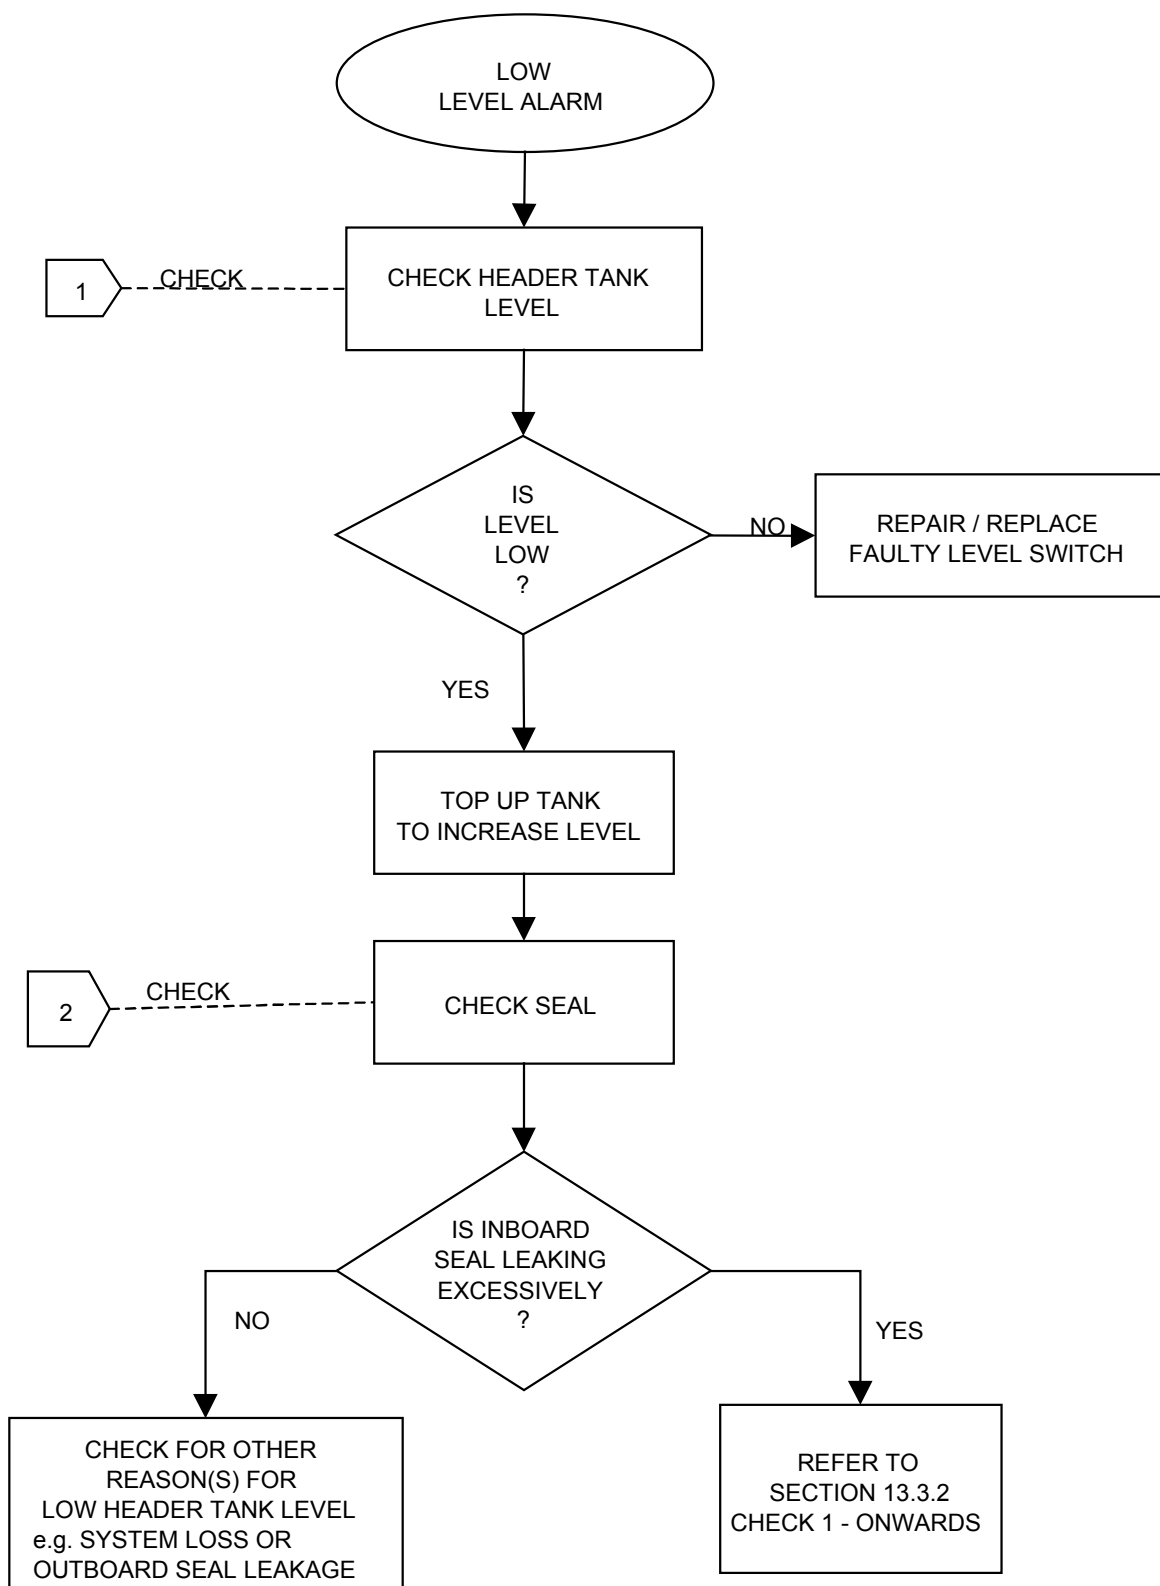 LOW
LEVEL ALARM
1
CHECK
CHECK HEADER TANK
LEVEL
IS
LEVEL
LOW
?
NO
REPAIR / REPLACE
FAULTY LEVEL SWITCH
YES
TOP UP TANK
TO INCREASE LEVEL
2
CHECK
CHECK SEAL
IS INBOARD
SEAL LEAKING
EXCESSIVELY
?
NO
YES
CHECK FOR OTHER
REASON(S) FOR
LOW HEADER TANK LEVEL
e.g. SYSTEM LOSS OR
OUTBOARD SEAL LEAKAGE
REFER TO
SECTION 13.3.2
CHECK 1 - ONWARDS